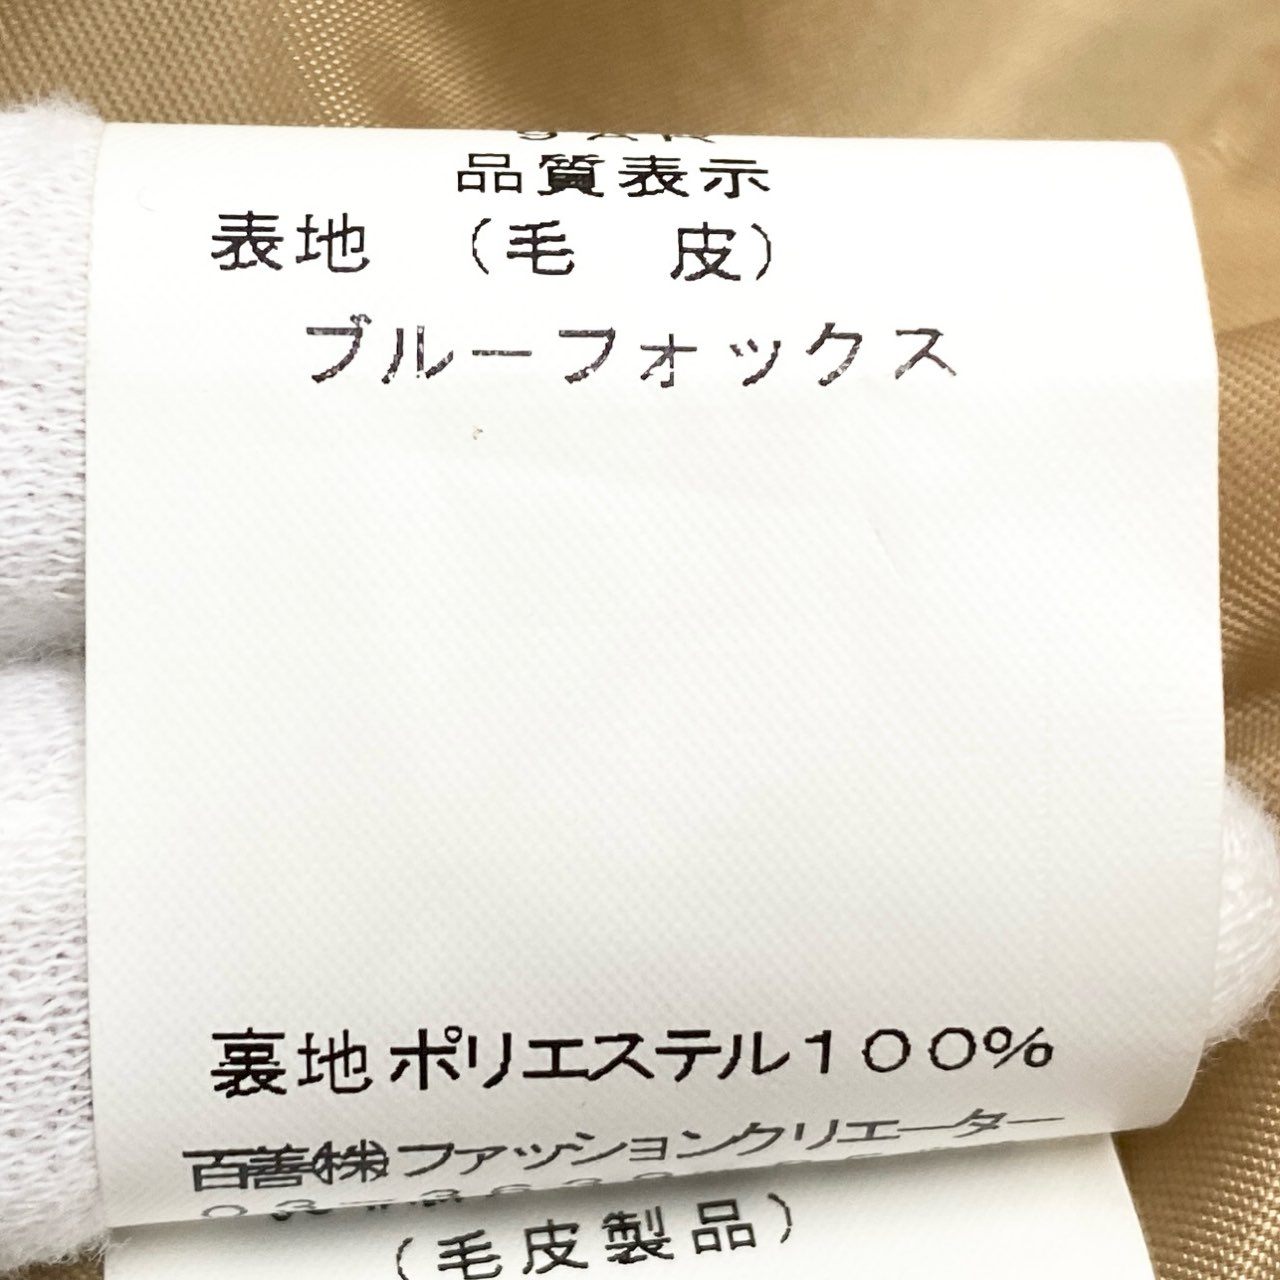 品質表示
表地 (毛 皮)
ブルーフォックス
裏地 ポリエステル100%
百善㈱ファッションクリエーター
(毛皮製品)